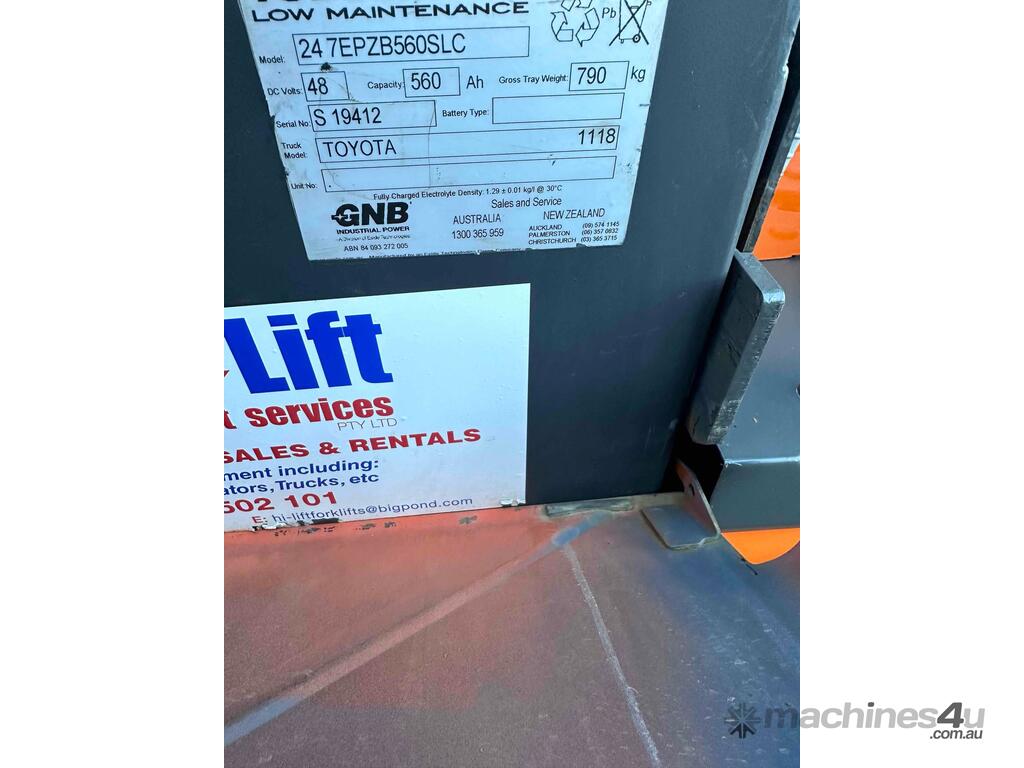 LOW MAINTENANCE
Pb
Model: 24 7EPZB560SLC
DC Volts: 48 Capacity: 560 Ah Gross Tray Weight: 790 kg
Serial No: S 19412 Battery Type:
Truck Model: TOYOTA 1118
Unit No:
Fully Charged Electrolyte Density: 1.29 ± 0.01 kg/l @ 30°C
GNB
INDUSTRIAL POWER
A Division of Exide Technologies
ABN 84 093 272 005
Sales and Service
AUSTRALIA
1300 365 959
NEW ZEALAND
AUCKLAND (09) 574 1145
PALMERSTON (06) 357 0832
CHRISTCHURCH (03) 365 3715
Lift
t services
PTY LTD
SALES & RENTALS
ment including:
ators, Trucks, etc
502 101
E: hi-liftforklifts@bigpond.com
machines4u
.com.au